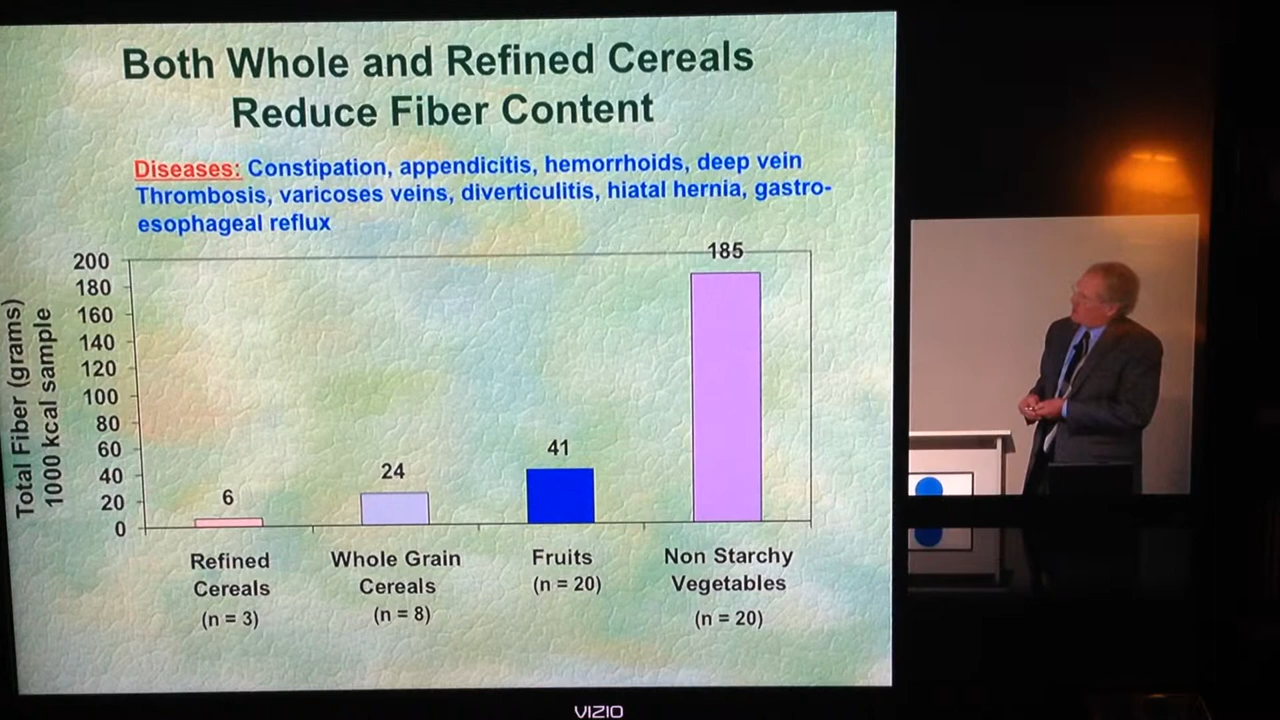 Both Whole and Refined Cereals
Reduce Fiber Content
Diseases: Constipation, appendicitis, hemorrhoids, deep vein
Thrombosis, varicoses veins, diverticulitis, hiatal hernia, gastro-
esophageal reflux
Total Fiber (grams)
1000 kcal sample
200
180
160
140
120
100
80
60
40
20
0
6
24
41
185
Refined
Cereals
(n = 3)
Whole Grain
Cereals
(n = 8)
Fruits
(n = 20)
Non Starchy
Vegetables
(n = 20)
VIZIO